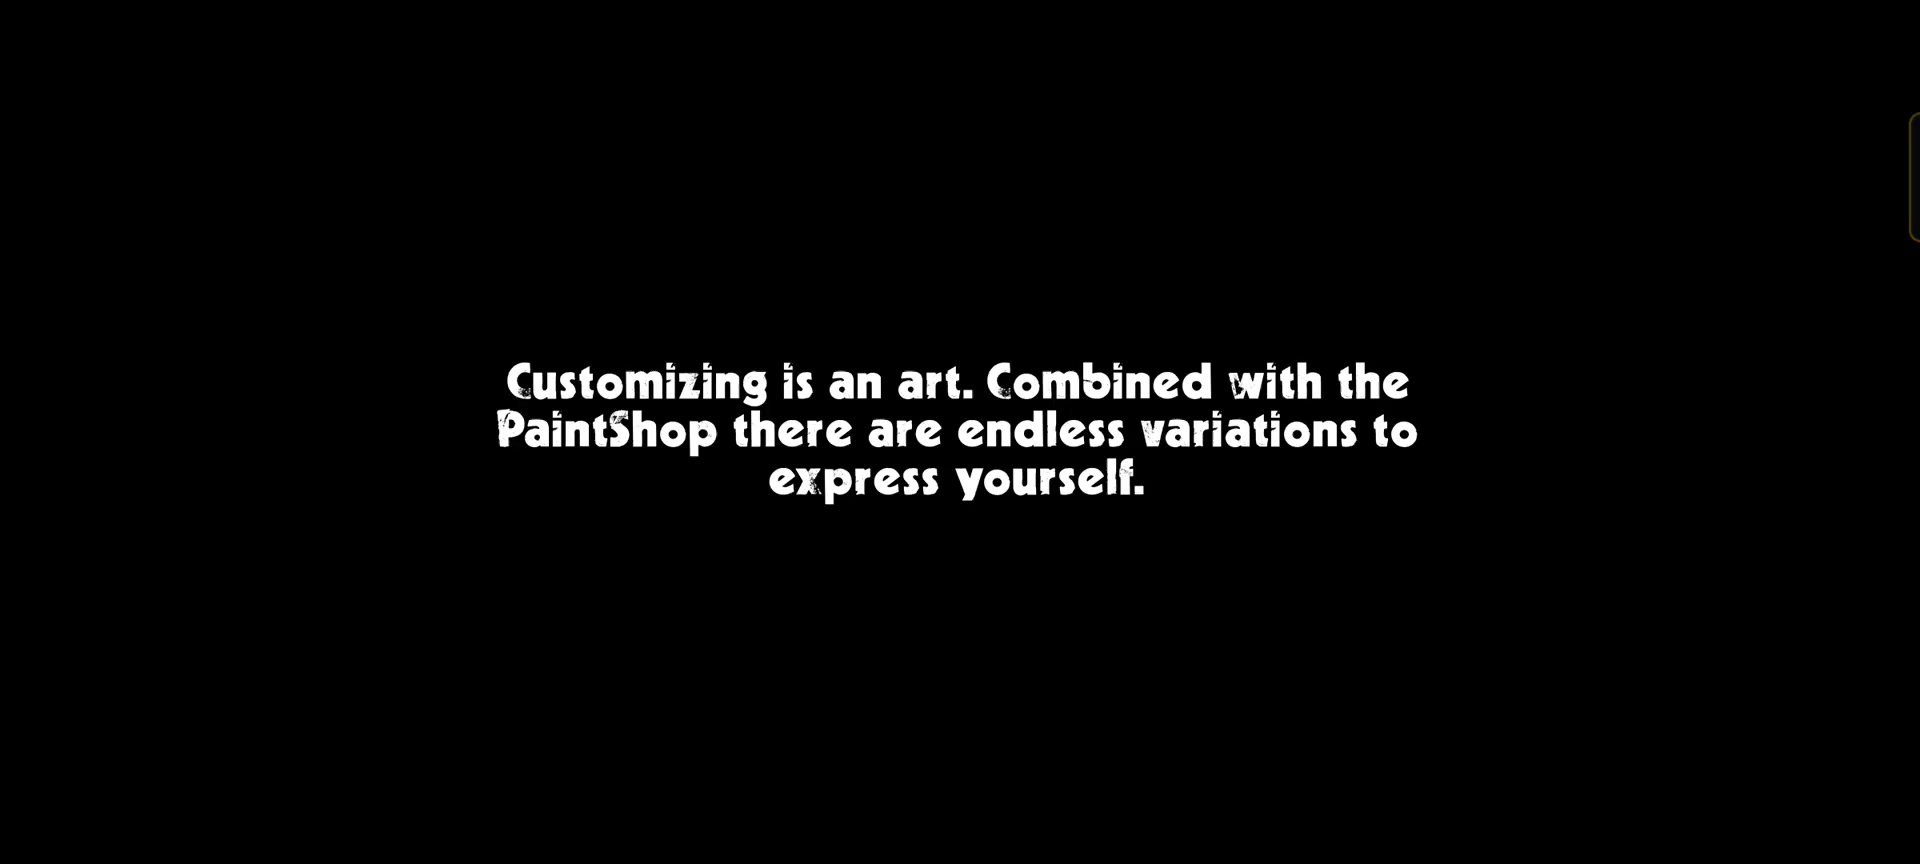 Customizing is an art. Combined with the
PaintShop there are endless variations to
express yourself.